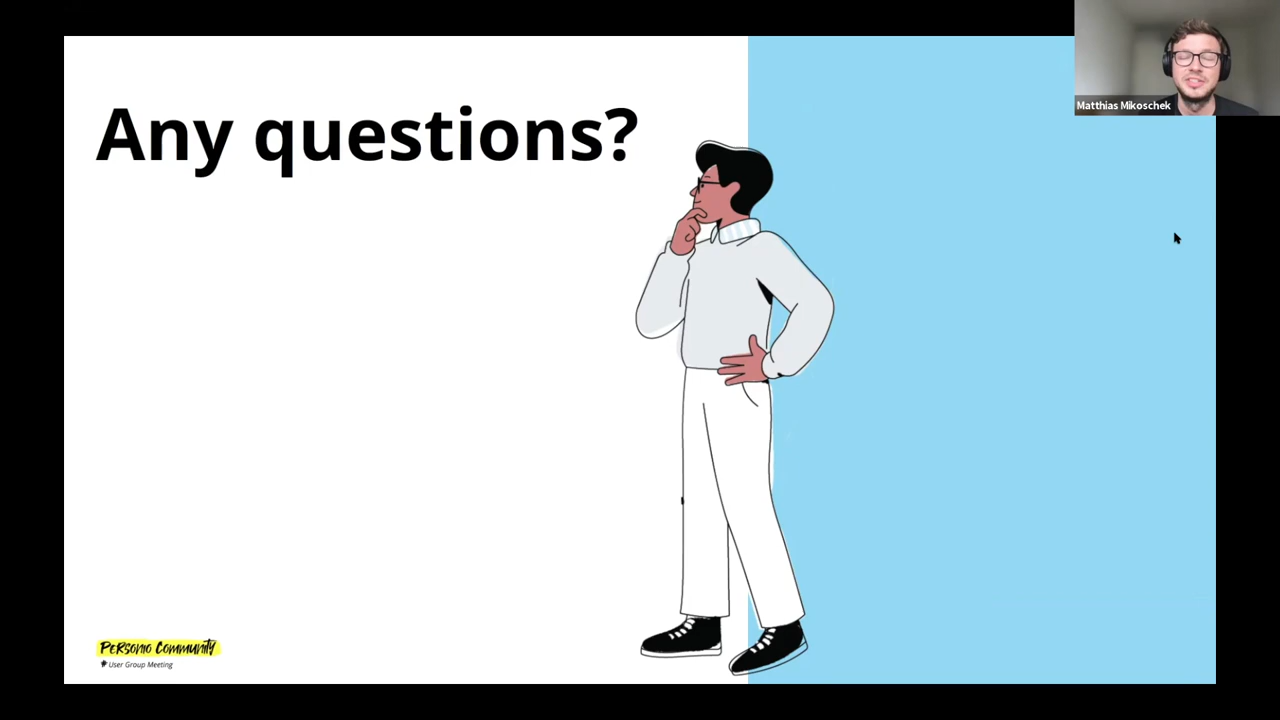 Any questions?
Matthias Mikoschek
Personio Community
User Group Meeting